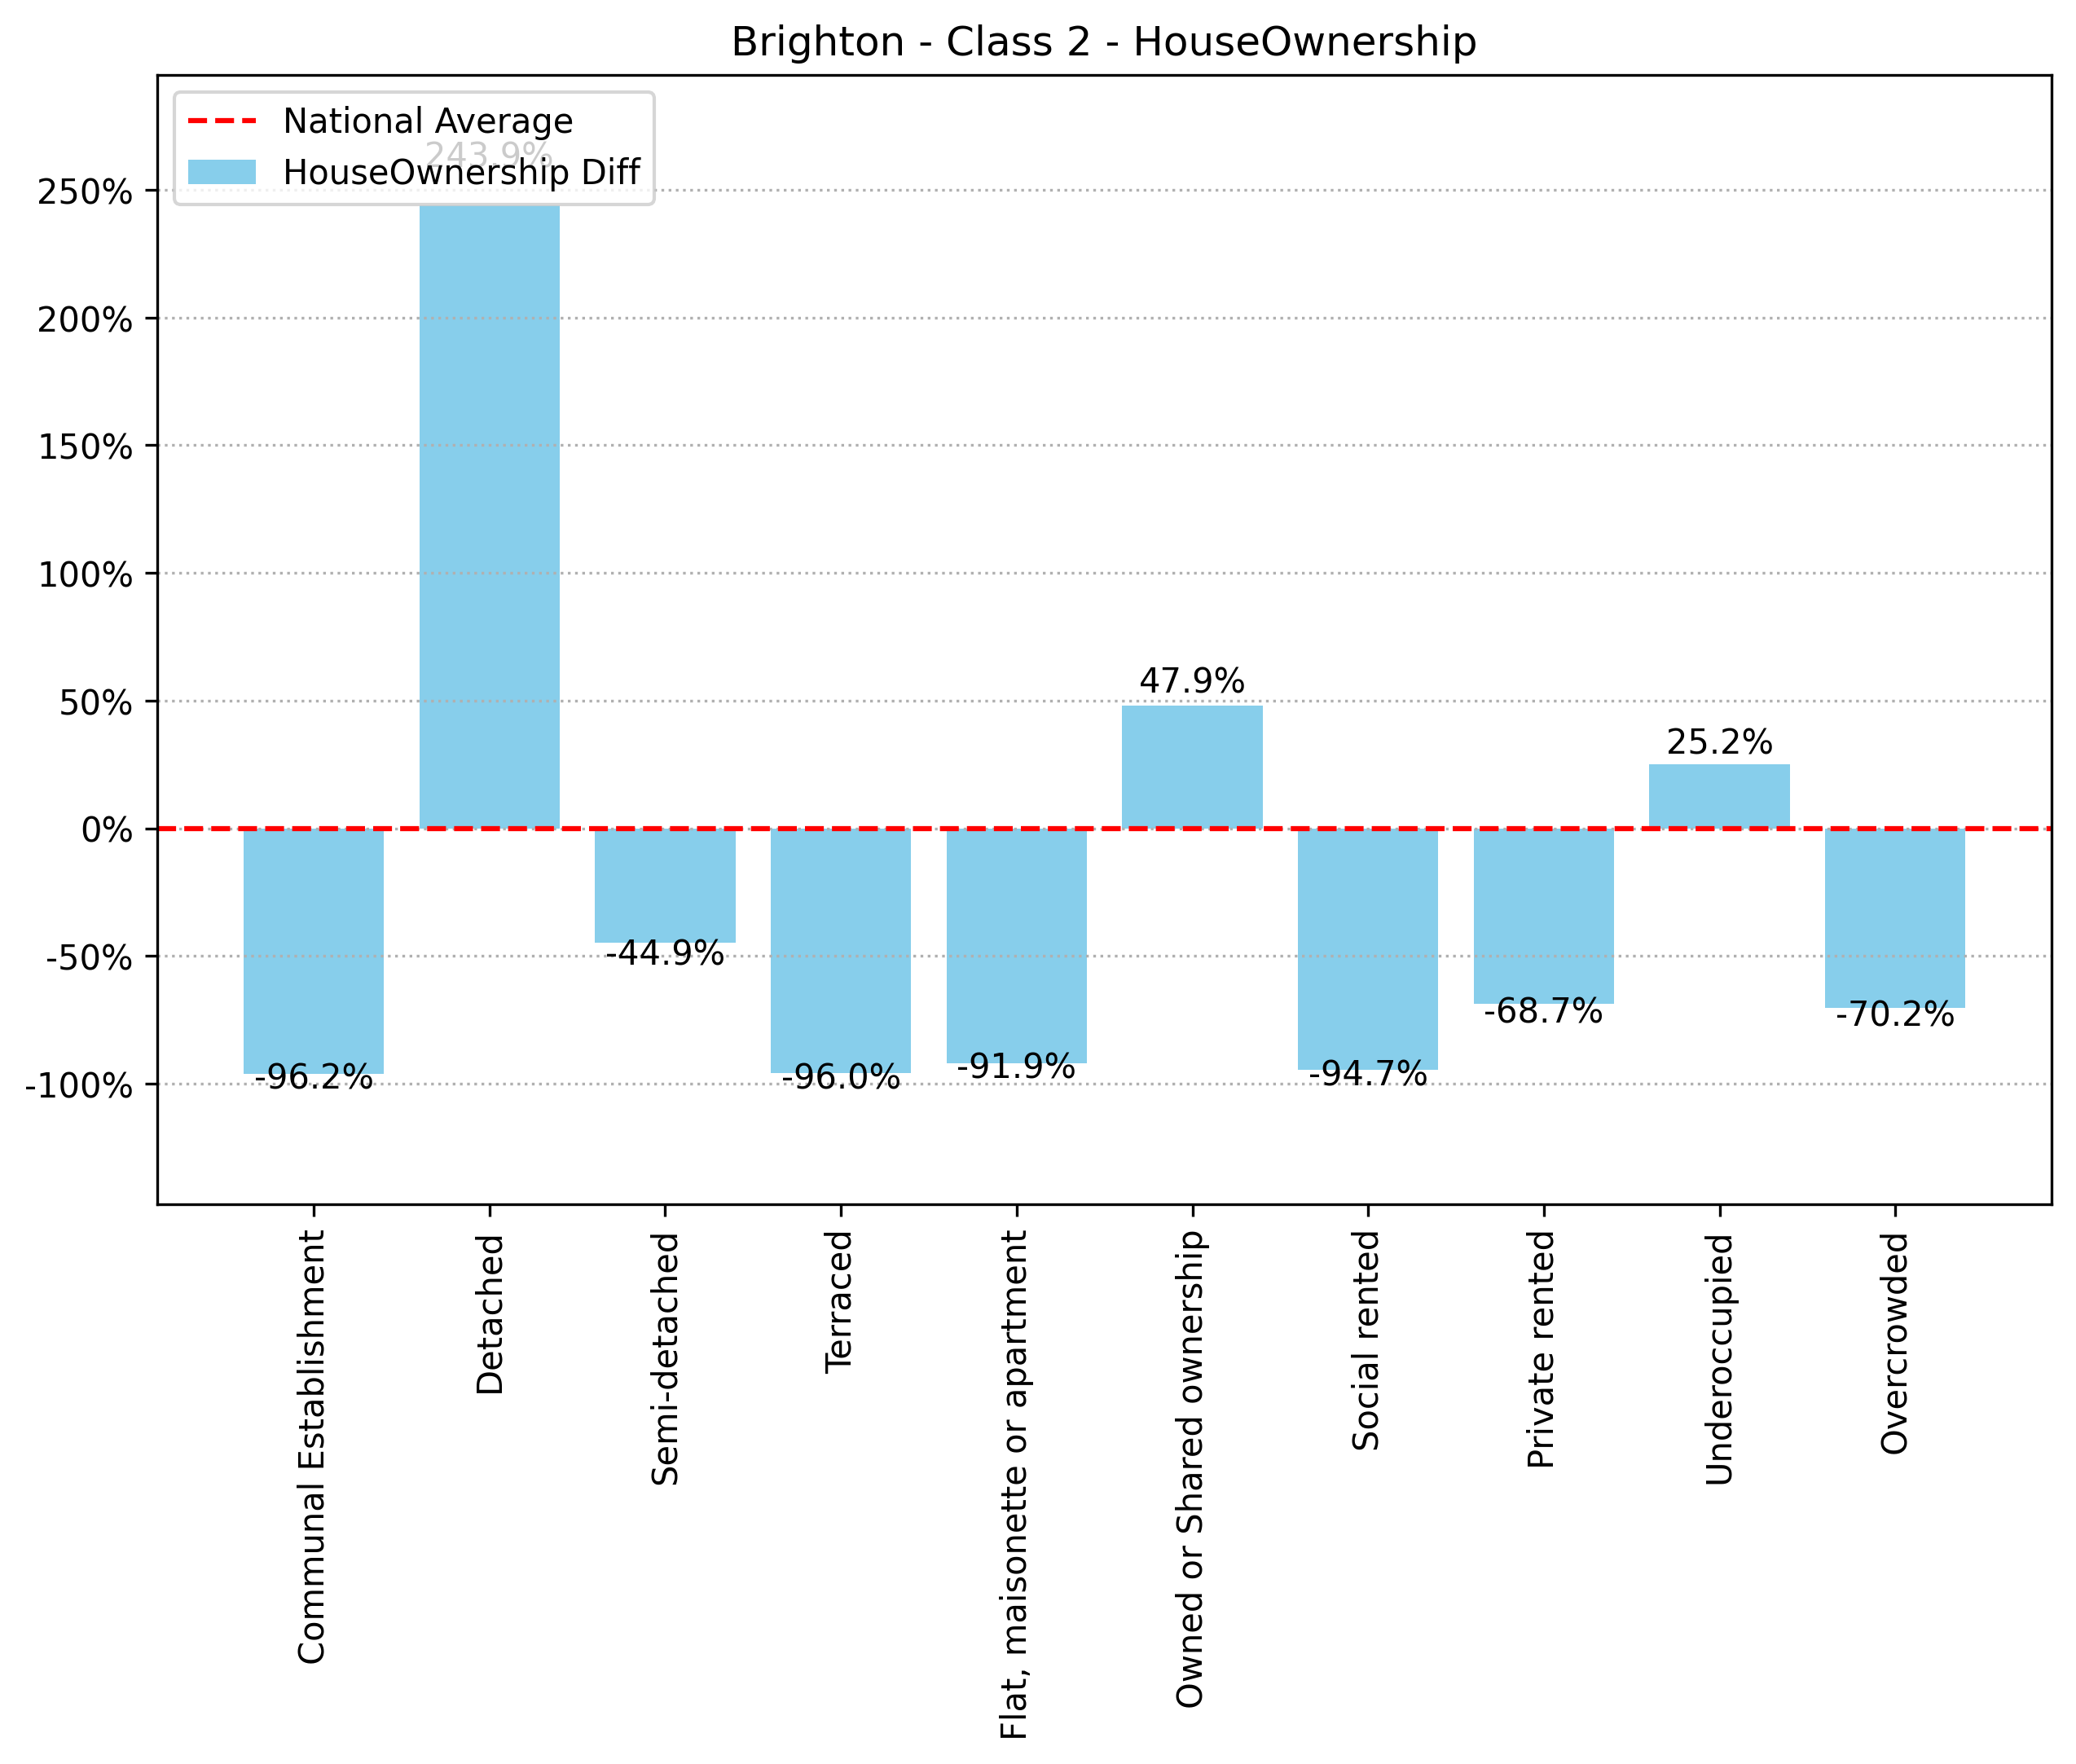 Brighton - Class 2 - HouseOwnership
National Average
243.9%
HouseOwnership Diff
250%
200%
150%
100%
50%
0%
-50%
-100%
47.9%
25.2%
-44.9%
-68.7%
-70.2%
-96.2%
-96.0%
-91.9%
-94.7%
Communal Establishment
Detached
Semi-detached
Terraced
Flat, maisonette or apartment
Owned or Shared ownership
Social rented
Private rented
Underoccupied
Overcrowded